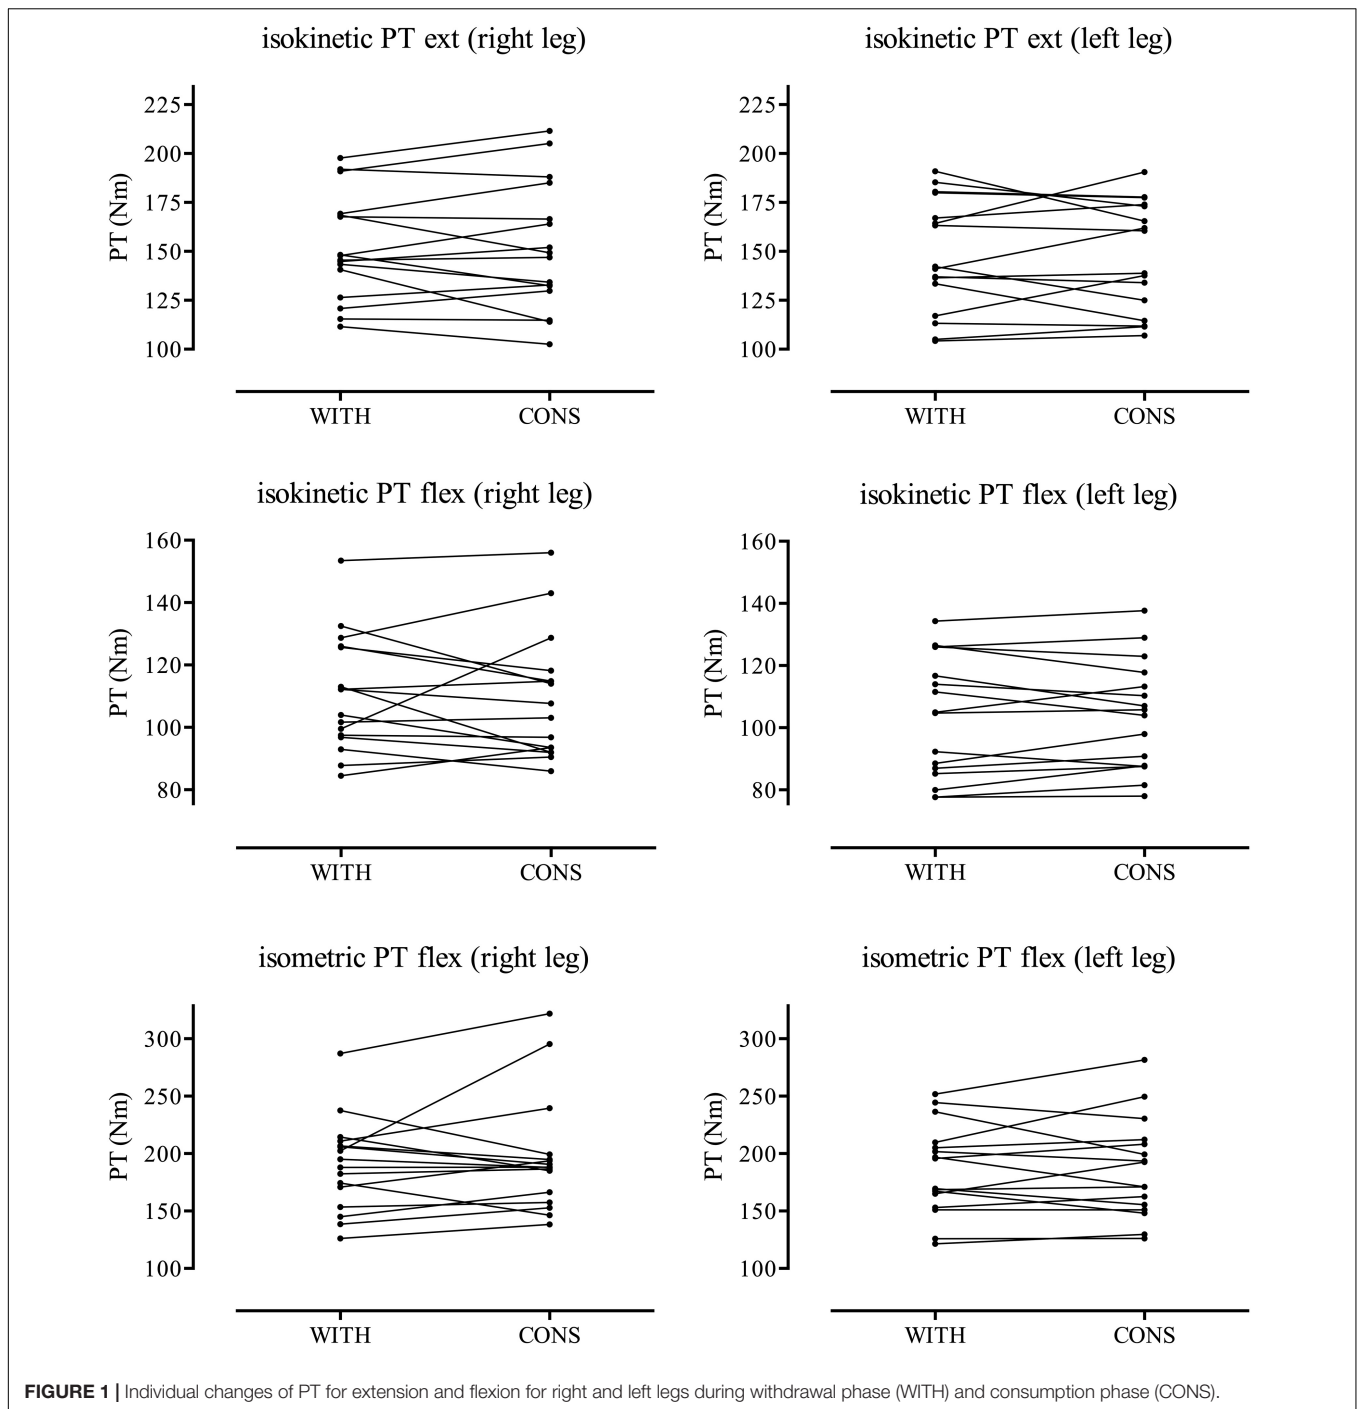 isokinetic PT ext (right leg)
225
200
175
150
125
100
PT (Nm)
WITH CONS
isokinetic PT ext (left leg)
225
200
175
150
125
100
PT (Nm)
WITH CONS
isokinetic PT flex (right leg)
160
140
120
100
80
PT (Nm)
WITH CONS
isokinetic PT flex (left leg)
160
140
120
100
80
PT (Nm)
WITH CONS
isometric PT flex (right leg)
300
250
200
150
100
PT (Nm)
WITH CONS
isometric PT flex (left leg)
300
250
200
150
100
PT (Nm)
WITH CONS
FIGURE 1 | Individual changes of PT for extension and flexion for right and left legs during withdrawal phase (WITH) and consumption phase (CONS).